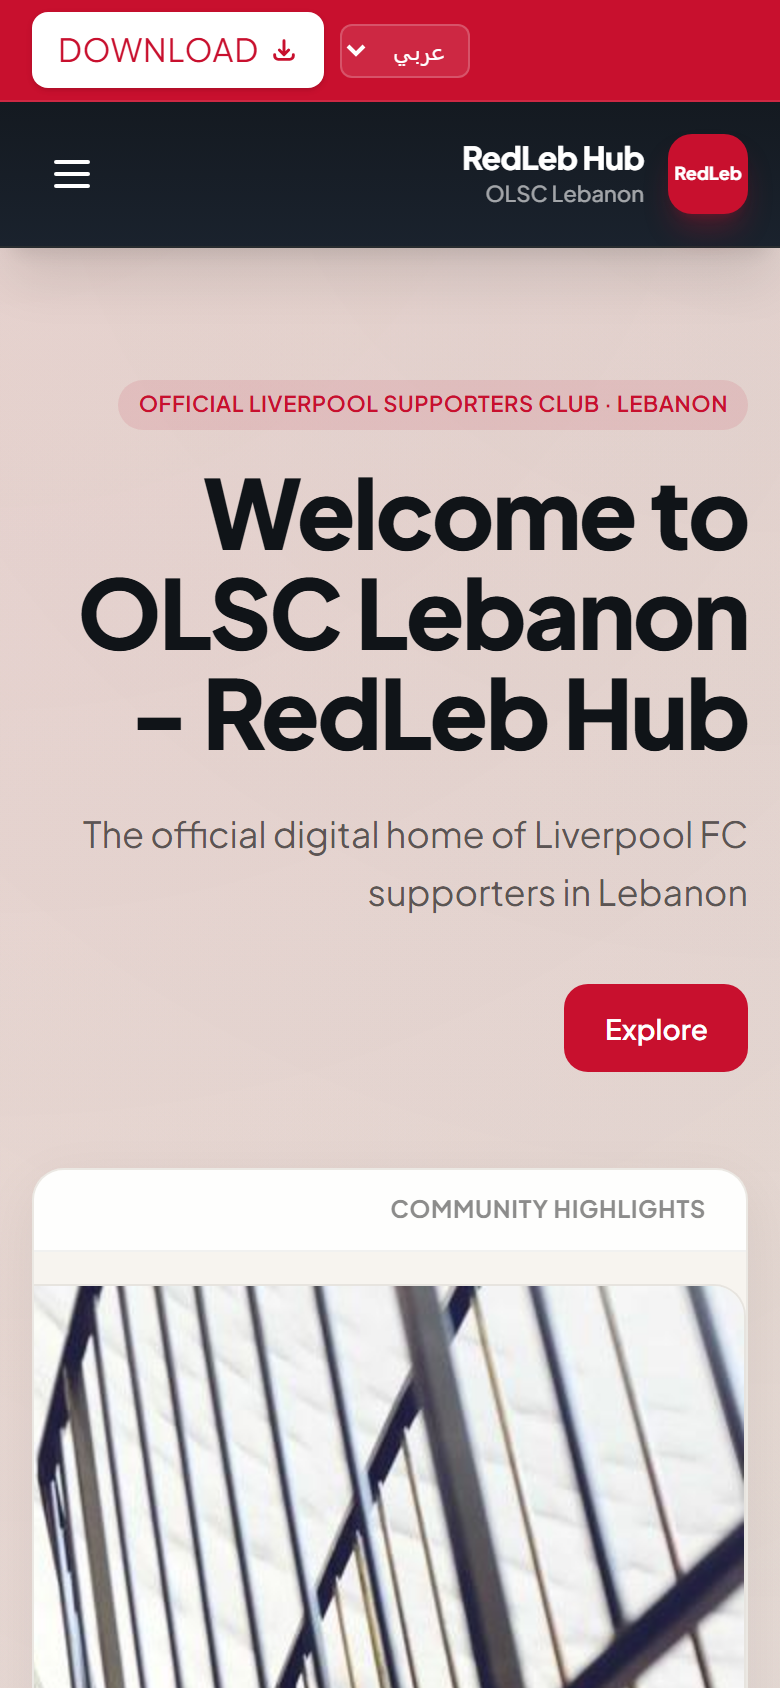 DOWNLOAD
عربي
RedLeb Hub
OLSC Lebanon
RedLeb
OFFICIAL LIVERPOOL SUPPORTERS CLUB · LEBANON
Welcome to
OLSC Lebanon
– RedLeb Hub
The official digital home of Liverpool FC
supporters in Lebanon
Explore
COMMUNITY HIGHLIGHTS